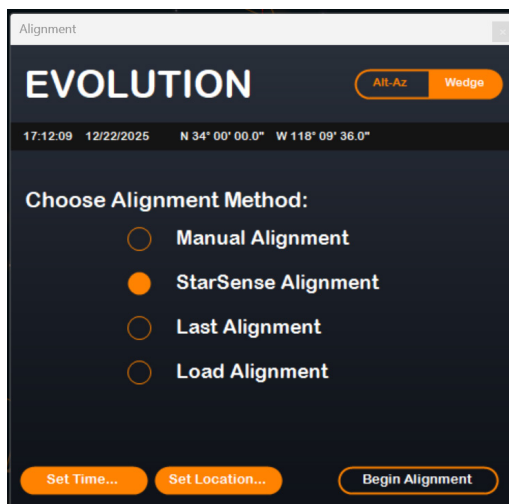 Alignment
EVOLUTION
Alt-Az Wedge
17:12:09 12/22/2025 N 34° 00' 00.0" W 118° 09' 36.0"
Choose Alignment Method:
Manual Alignment
StarSense Alignment
Last Alignment
Load Alignment
Set Time... Set Location... Begin Alignment